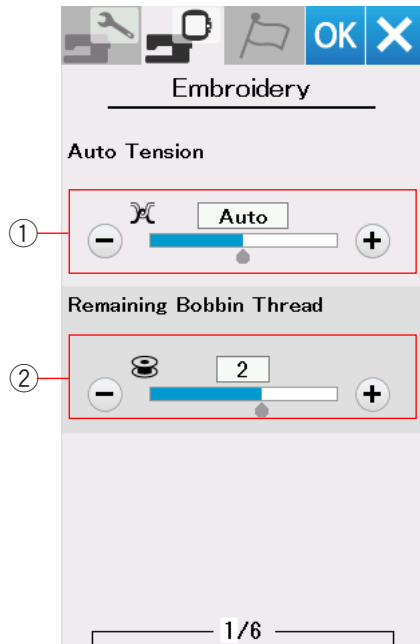 OK
Embroidery
Auto Tension
① Auto
Remaining Bobbin Thread
② 2
1/6